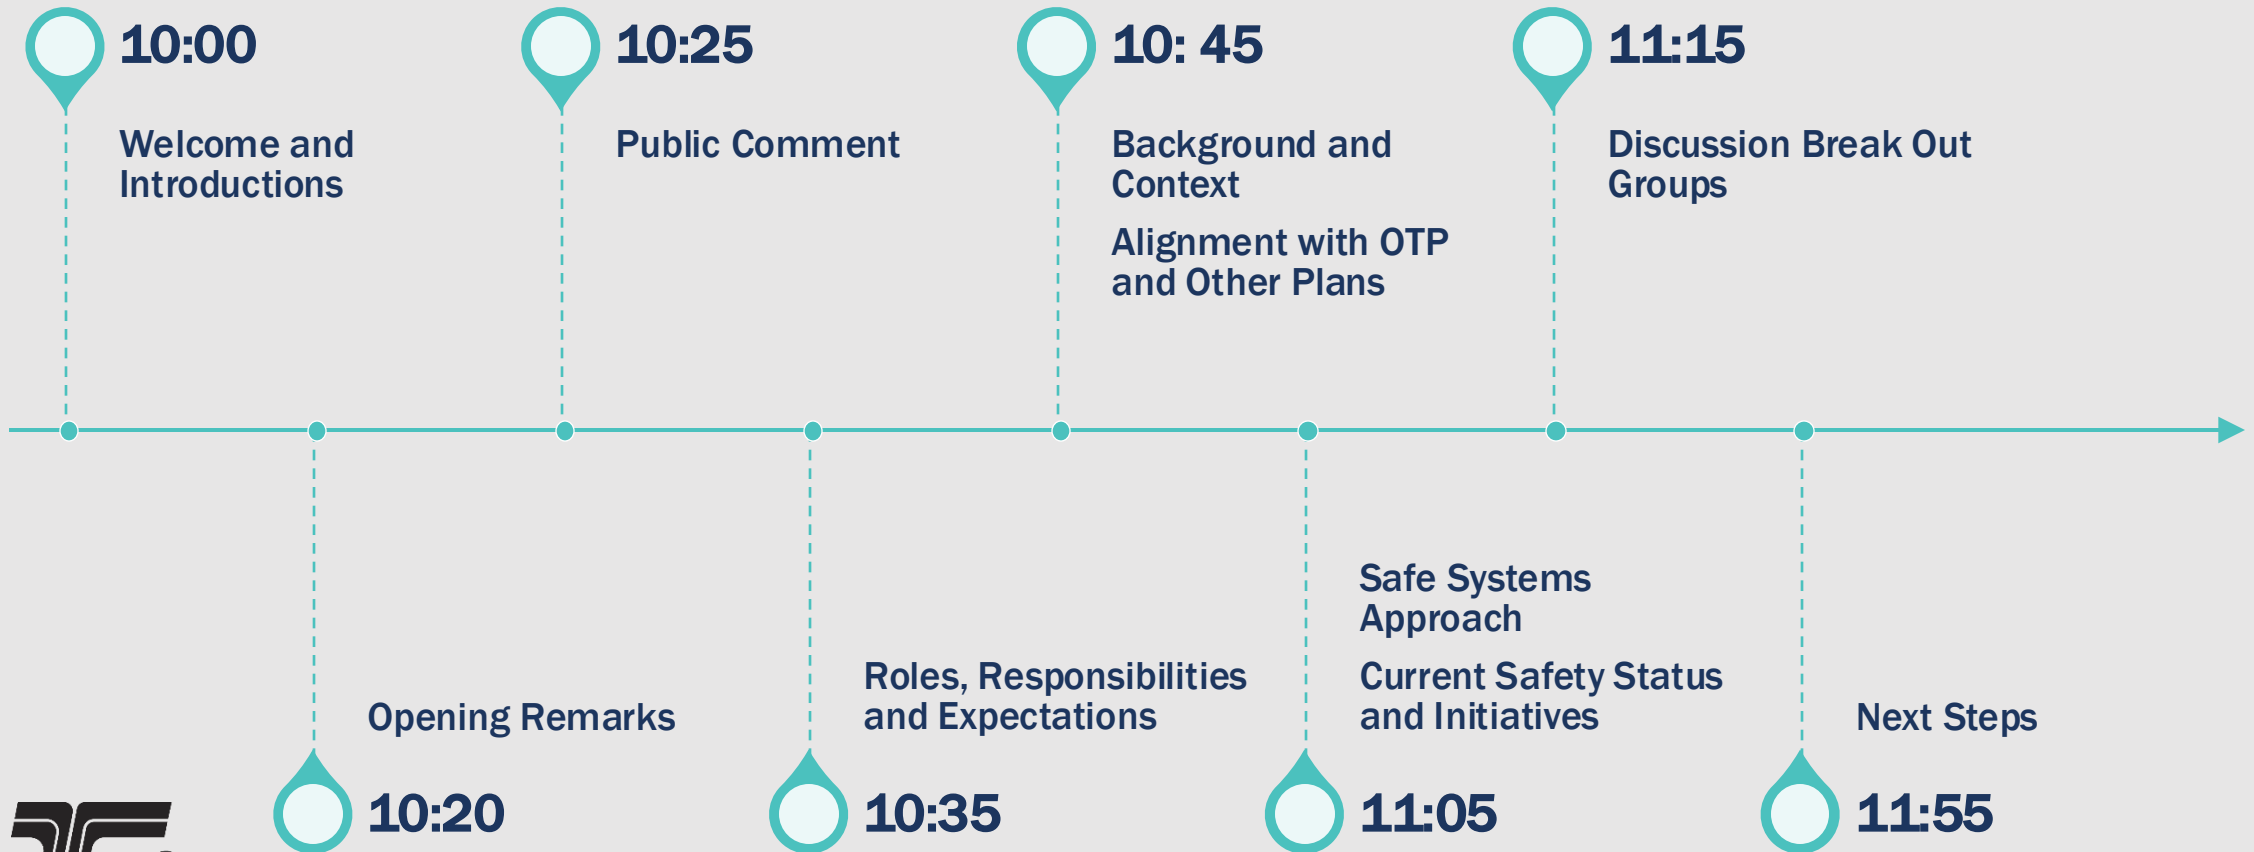 10:00
Welcome and
Introductions
10:25
Public Comment
10: 45
Background and
Context
Alignment with OTP
and Other Plans
11:15
Discussion Break Out
Groups
Opening Remarks
10:20
Roles, Responsibilities
and Expectations
10:35
Safe Systems
Approach
Current Safety Status
and Initiatives
11:05
Next Steps
11:55